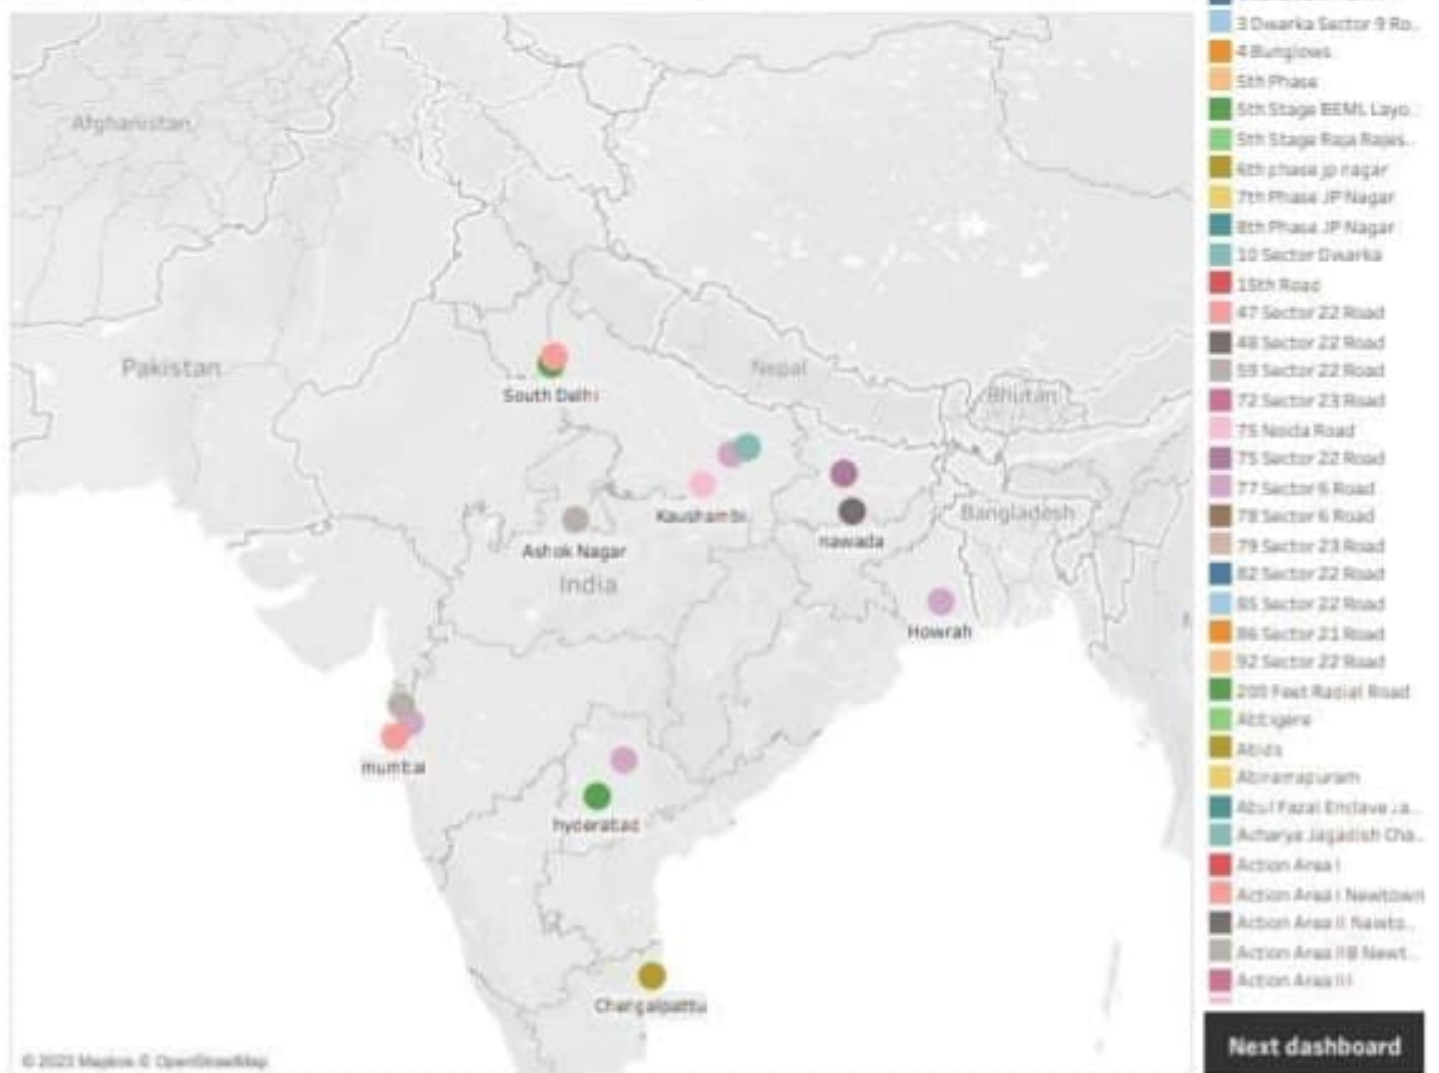 Afghanistan
Pakistan
South Delhi
Nepal
Bhutan
Kaushambi
Bangladesh
nawada
Ashok Nagar
India
Howrah
mumbai
hyderabad
Chengalpattu
© 2023 Mapbox © OpenStreetMap
3 Dwarka Sector 9 Ro..
4 Bunglows
5th Phase
5th Stage BEML Layo..
5th Stage Raja Rajes..
6th phase jp nagar
7th Phase JP Nagar
8th Phase JP Nagar
10 Sector Dwarka
15th Road
47 Sector 22 Road
48 Sector 22 Road
59 Sector 22 Road
72 Sector 23 Road
75 Noida Road
75 Sector 22 Road
77 Sector 6 Road
78 Sector 6 Road
79 Sector 23 Road
82 Sector 22 Road
85 Sector 22 Road
86 Sector 21 Road
92 Sector 22 Road
200 Feet Radial Road
Abbigere
Abids
Abiramapuram
Abul Fazal Enclave Ja..
Acharya Jagadish Cha..
Action Area I
Action Area I Newtown
Action Area II Newto..
Action Area IIB Newt..
Action Area III
Next dashboard